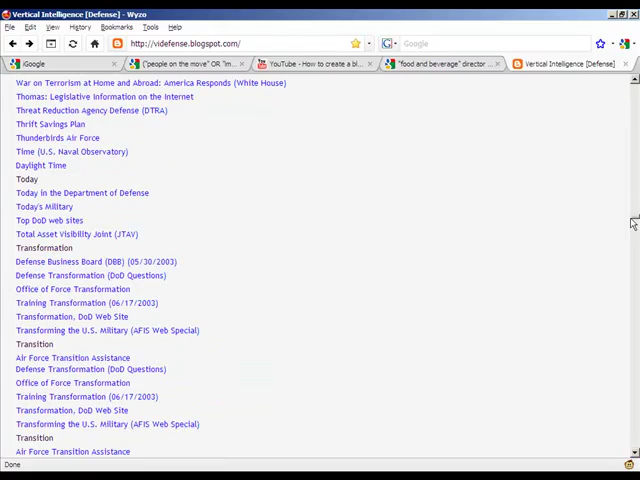 Vertical Intelligence [Defense] - Wyzo
File Edit View History Bookmarks Tools Help
http://videfense.blogspot.com/ Google
iGoogle ("people on the move" OR "im... YouTube - How to create a bl... "food and beverage" director ... Vertical Intelligence [Defense]
War on Terrorism at Home and Abroad: America Responds (White House)
Thomas: Legislative Information on the Internet
Threat Reduction Agency Defense (DTRA)
Thrift Savings Plan
Thunderbirds Air Force
Time (U.S. Naval Observatory)
Daylight Time
Today
Today in the Department of Defense
Today's Military
Top DoD web sites
Total Asset Visibility Joint (JTAV)
Transformation
Defense Business Board (DBB) (05/30/2003)
Defense Transformation (DoD Questions)
Office of Force Transformation
Training Transformation (06/17/2003)
Transformation, DoD Web Site
Transforming the U.S. Military (AFIS Web Special)
Transition
Air Force Transition Assistance
Defense Transformation (DoD Questions)
Office of Force Transformation
Training Transformation (06/17/2003)
Transformation, DoD Web Site
Transforming the U.S. Military (AFIS Web Special)
Transition
Air Force Transition Assistance
Done